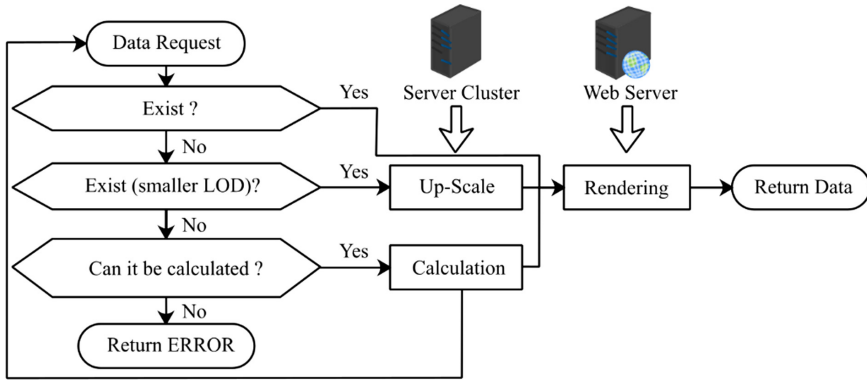 Data Request
Exist ?
Yes
Server Cluster
Web Server
No
Exist (smaller LOD)?
Yes
Up-Scale
Rendering
Return Data
No
Can it be calculated ?
Yes
Calculation
No
Return ERROR